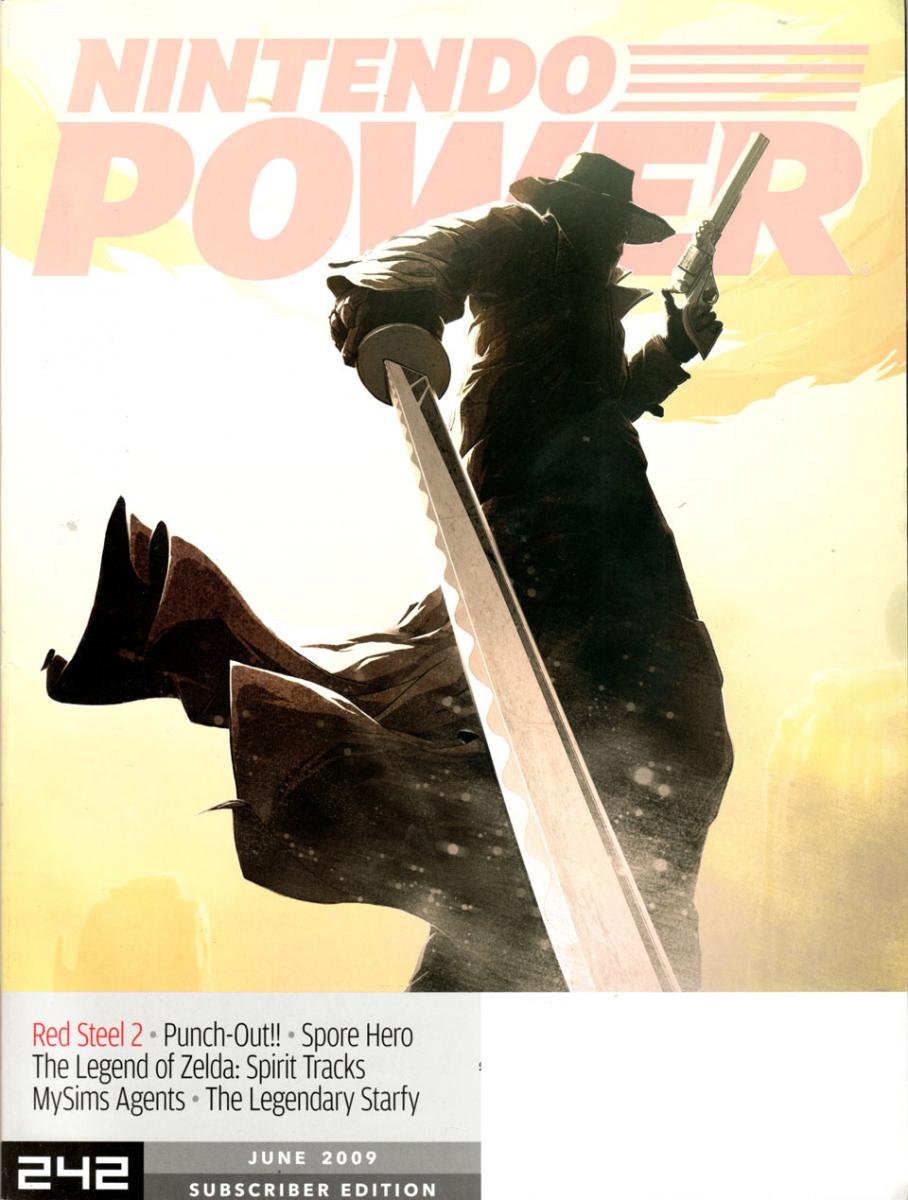 NINTENDO
POWER
Red Steel 2 • Punch-Out!! • Spore Hero
The Legend of Zelda: Spirit Tracks
MySims Agents • The Legendary Starfy
242
JUNE 2009
SUBSCRIBER EDITION